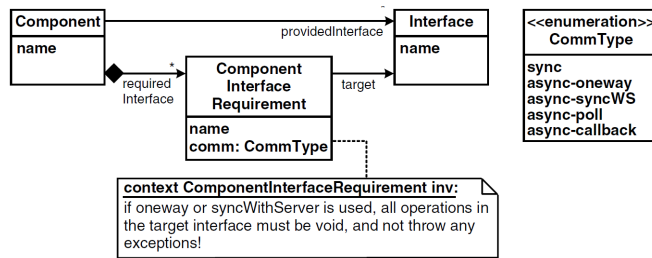 Component
name
providedInterface
Interface
name
*
required
Interface
Component
Interface
Requirement
name
comm: CommType
target
<<enumeration>>
CommType
sync
async-oneway
async-syncWS
async-poll
async-callback
context ComponentInterfaceRequirement inv:
if oneway or syncWithServer is used, all operations in
the target interface must be void, and not throw any
exceptions!